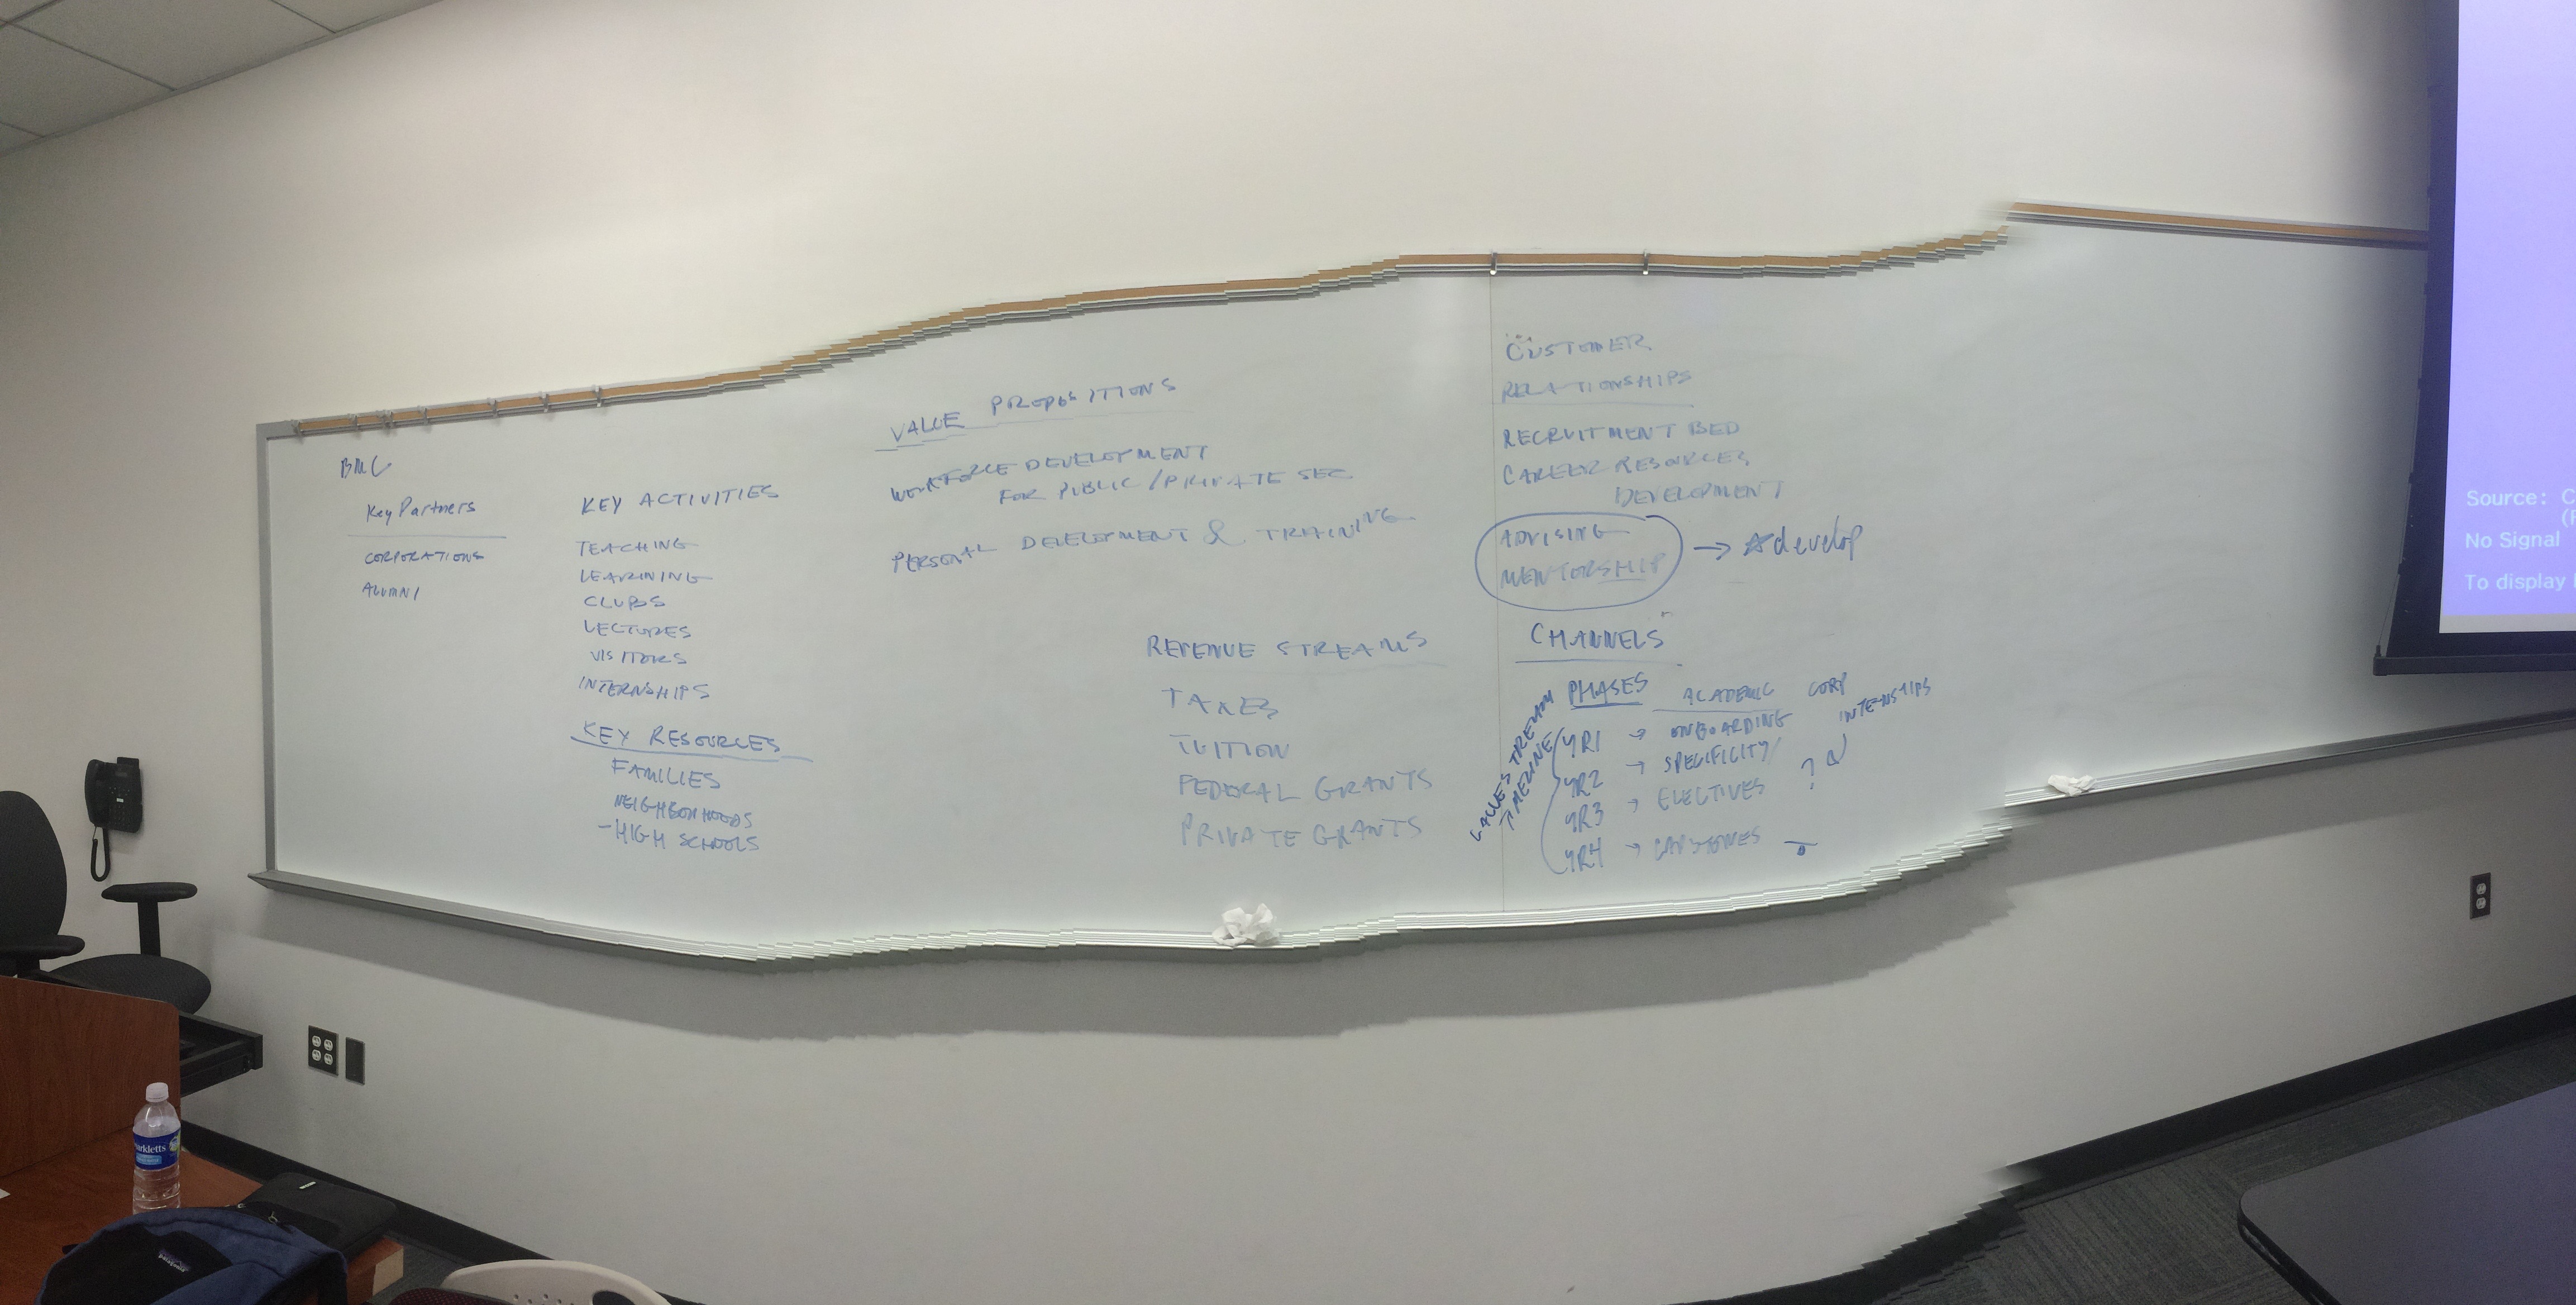 BMC
Key Partners
CORPORATIONS
ALUMNI
KEY ACTIVITIES
TEACHING
LEARNING
CLUBS
LECTURES
VISITORS
INTERNSHIPS
KEY RESOURCES
FAMILIES
NEIGHBORHOODS
-HIGH SCHOOLS
VALUE PROPOSITIONS
WORKFORCE DEVELOPMENT
FOR PUBLIC/PRIVATE SEC
PERSONAL DEVELOPMENT & TRAINING
REVENUE STREAMS
TAXES
TUITION
FEDERAL GRANTS
PRIVATE GRANTS
CUSTOMER
RELATIONSHIPS
RECRUITMENT BED
CAREER RESOURCES
DEVELOPMENT
ADVISING
MENTORSHIP → ☆develop
CHANNELS
PHASES ACADEMIC CORP
INTERNSHIPS
STREAM
TIMELINE
YR1 → ONBOARDING
YR2 → SPECIFICITY/
YR3 → ELECTIVES ?
YR4 → CAPSTONES
Source: C
(F
No Signal
To display
patagonia